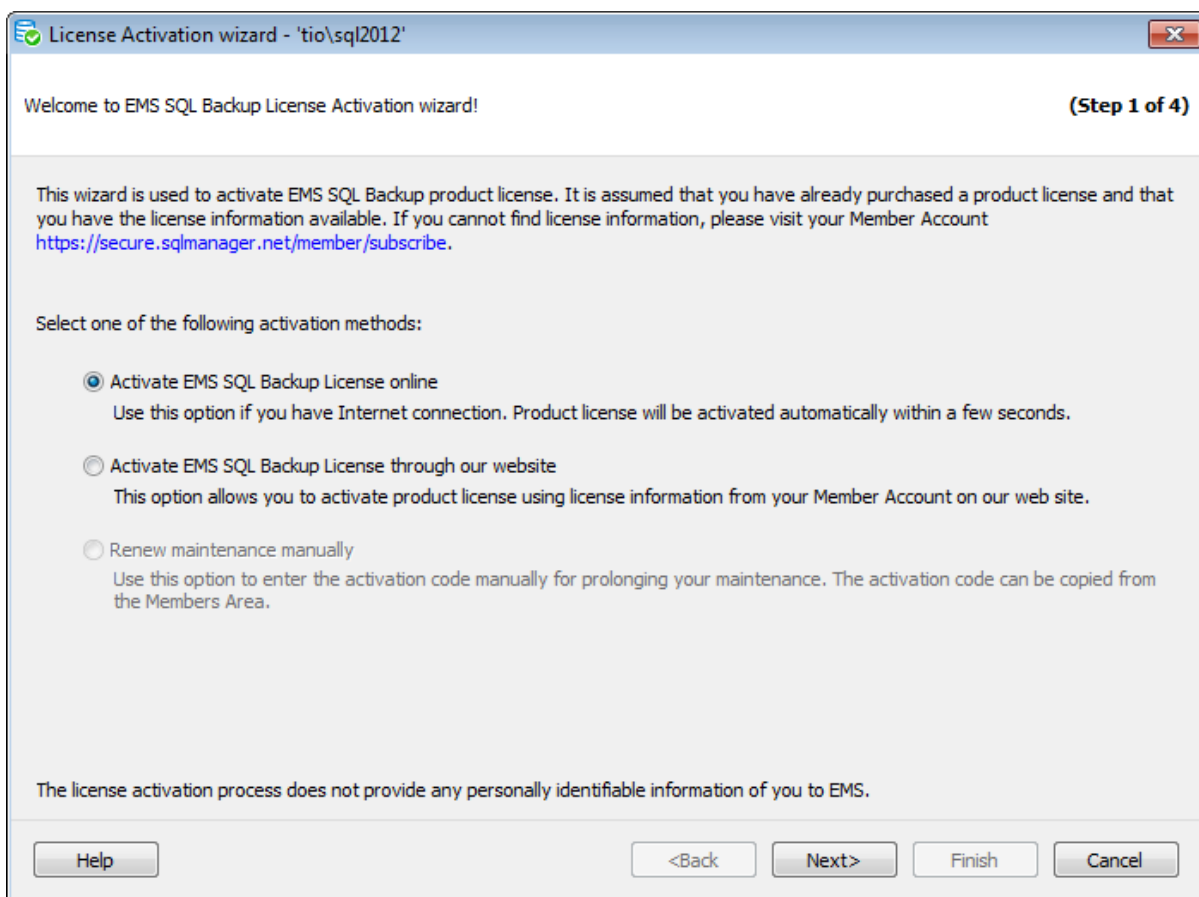 License Activation wizard - 'tio\sql2012'
Welcome to EMS SQL Backup License Activation wizard!
(Step 1 of 4)
This wizard is used to activate EMS SQL Backup product license. It is assumed that you have already purchased a product license and that
you have the license information available. If you cannot find license information, please visit your Member Account
https://secure.sqlmanager.net/member/subscribe.
Select one of the following activation methods:
Activate EMS SQL Backup License online
Use this option if you have Internet connection. Product license will be activated automatically within a few seconds.
Activate EMS SQL Backup License through our website
This option allows you to activate product license using license information from your Member Account on our web site.
Renew maintenance manually
Use this option to enter the activation code manually for prolonging your maintenance. The activation code can be copied from
the Members Area.
The license activation process does not provide any personally identifiable information of you to EMS.
Help
<Back
Next>
Finish
Cancel